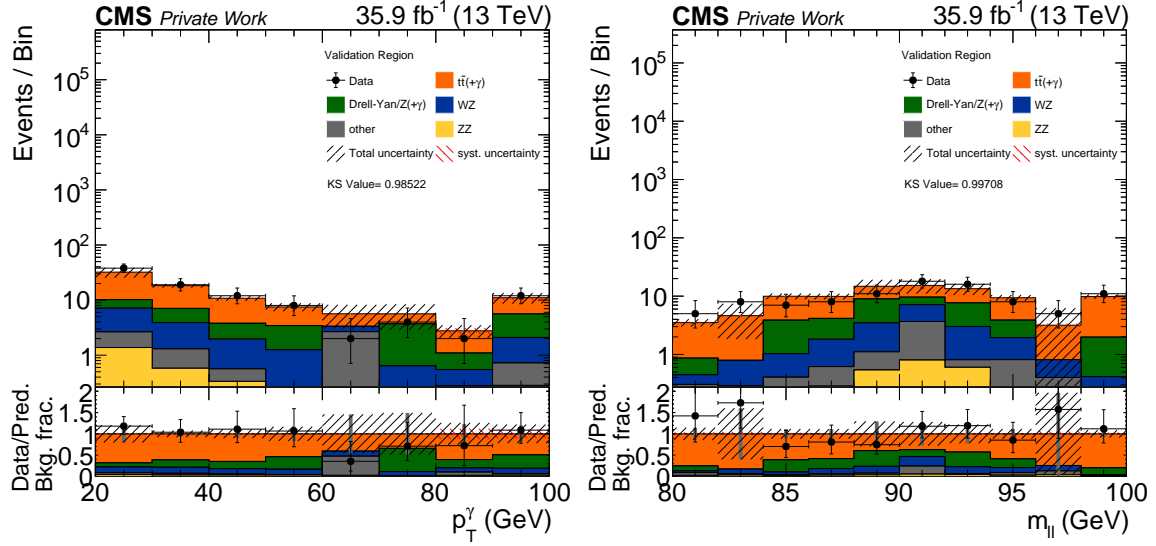 CMS Private Work 35.9 fb-1 (13 TeV)
Events / Bin
10^5
10^4
10^3
10^2
10
1
Validation Region
Data
tt̄(+γ)
Drell-Yan/Z(+γ)
WZ
other
ZZ
Total uncertainty
syst. uncertainty
KS Value= 0.98522
Data/Pred.
Bkg. frac.
2
1.5
1
0.5
0
20 40 60 80 100
p_T^γ (GeV)
CMS Private Work 35.9 fb-1 (13 TeV)
Events / Bin
10^5
10^4
10^3
10^2
10
1
Validation Region
Data
tt̄(+γ)
Drell-Yan/Z(+γ)
WZ
other
ZZ
Total uncertainty
syst. uncertainty
KS Value= 0.99708
Data/Pred.
Bkg. frac.
2
1.5
1
0.5
0
80 85 90 95 100
m_ll (GeV)